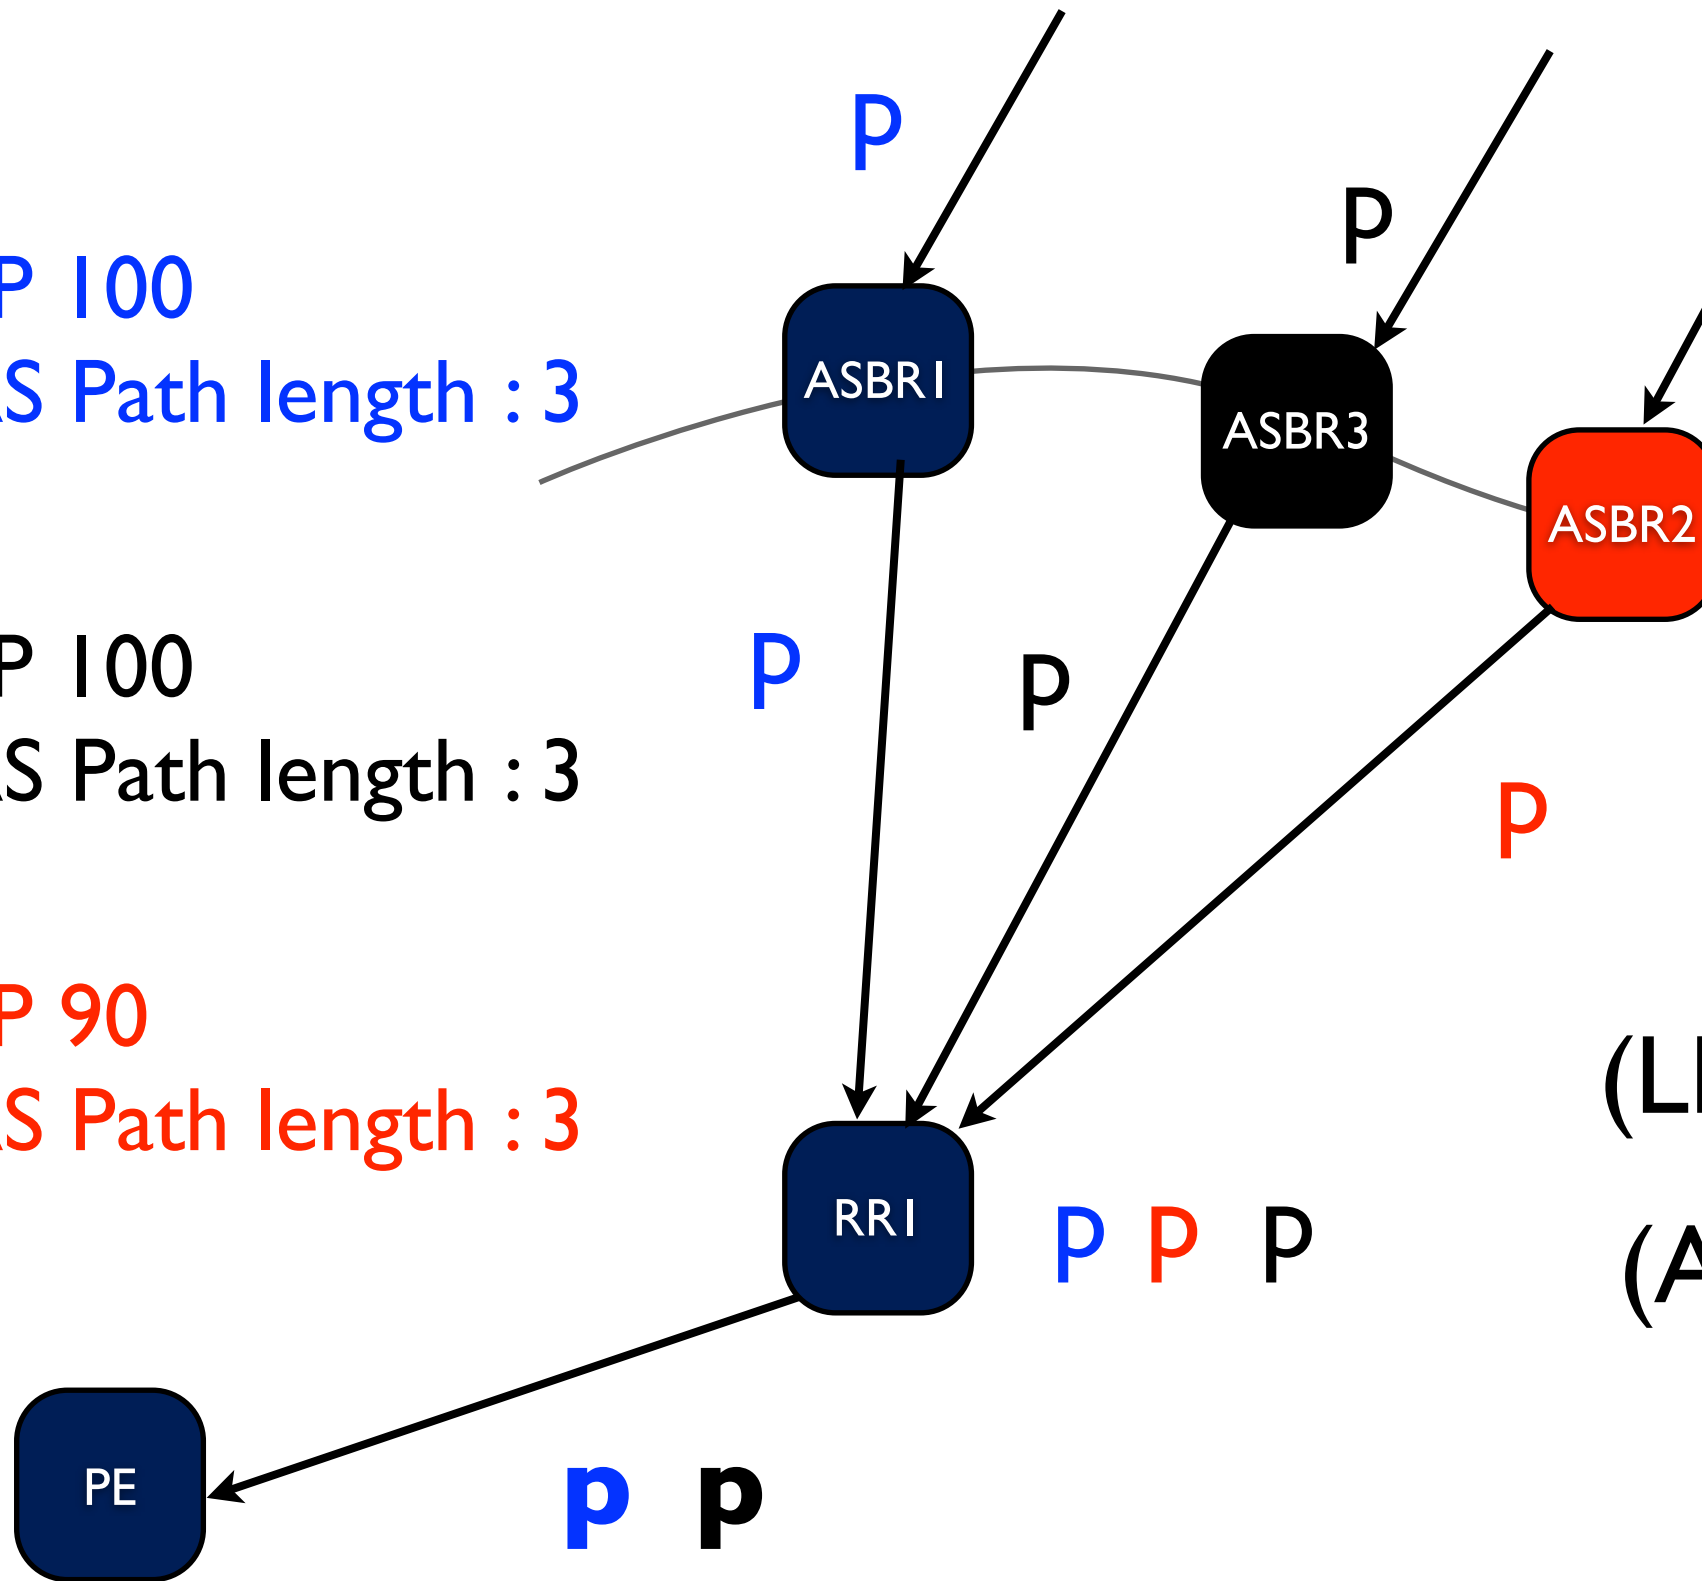 p
p
P 100
S Path length : 3
ASBR1
ASBR3
ASBR2
P 100
S Path length : 3
p
p
p
P 90
S Path length : 3
(L
RR1
p p p
(A
PE
p p